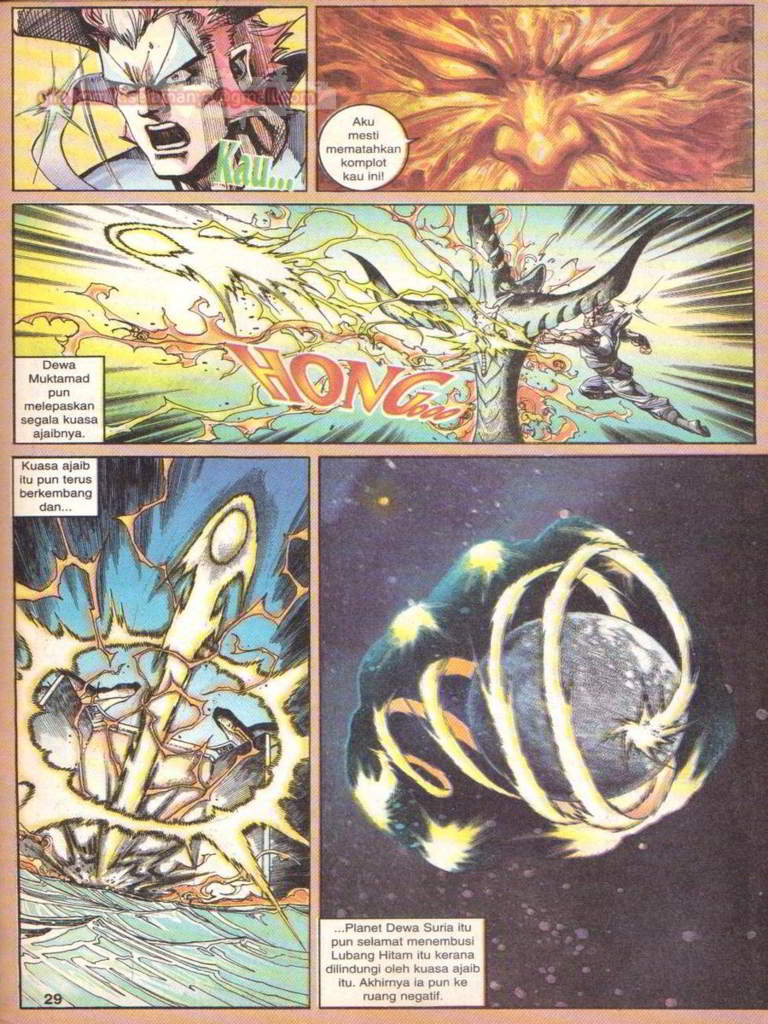 Kau...
Aku
mesti
mematahkan
komplot
kau ini!
HONGooo
Dewa
Muktamad
pun
melepaskan
segala kuasa
ajaibnya.
Kuasa ajaib
itu pun terus
berkembang
dan...
...Planet Dewa Suria itu
pun selamat menembusi
Lubang Hitam itu kerana
dilindungi oleh kuasa ajaib
itu. Akhirnya ia pun ke
ruang negatif.
29